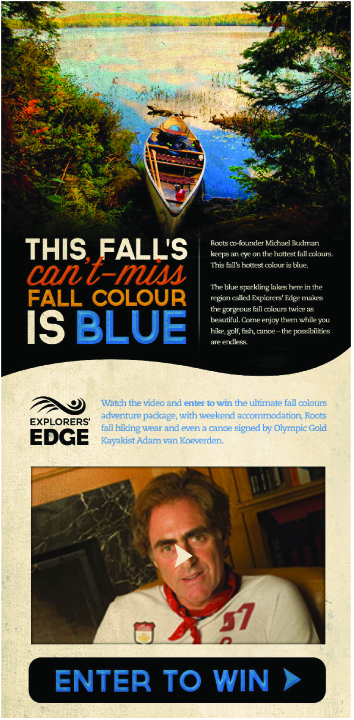 THIS FALL'S
can't-miss
FALL COLOUR
IS BLUE
Roots co-founder Michael Budman
keeps an eye on the hottest fall colours.
This fall's hottest colour is blue.
The blue sparkling lakes here in the
region called Explorers' Edge makes
the gorgeous fall colours twice as
beautiful. Come enjoy them while you
hike, golf, fish, canoe – the possibilities
are endless.
EXPLORERS'
EDGE
Watch the video and enter to win the ultimate fall colours
adventure package, with weekend accommodation, Roots
fall hiking wear and even a canoe signed by Olympic Gold
Kayakist Adam van Koeverden.
57
ENTER TO WIN